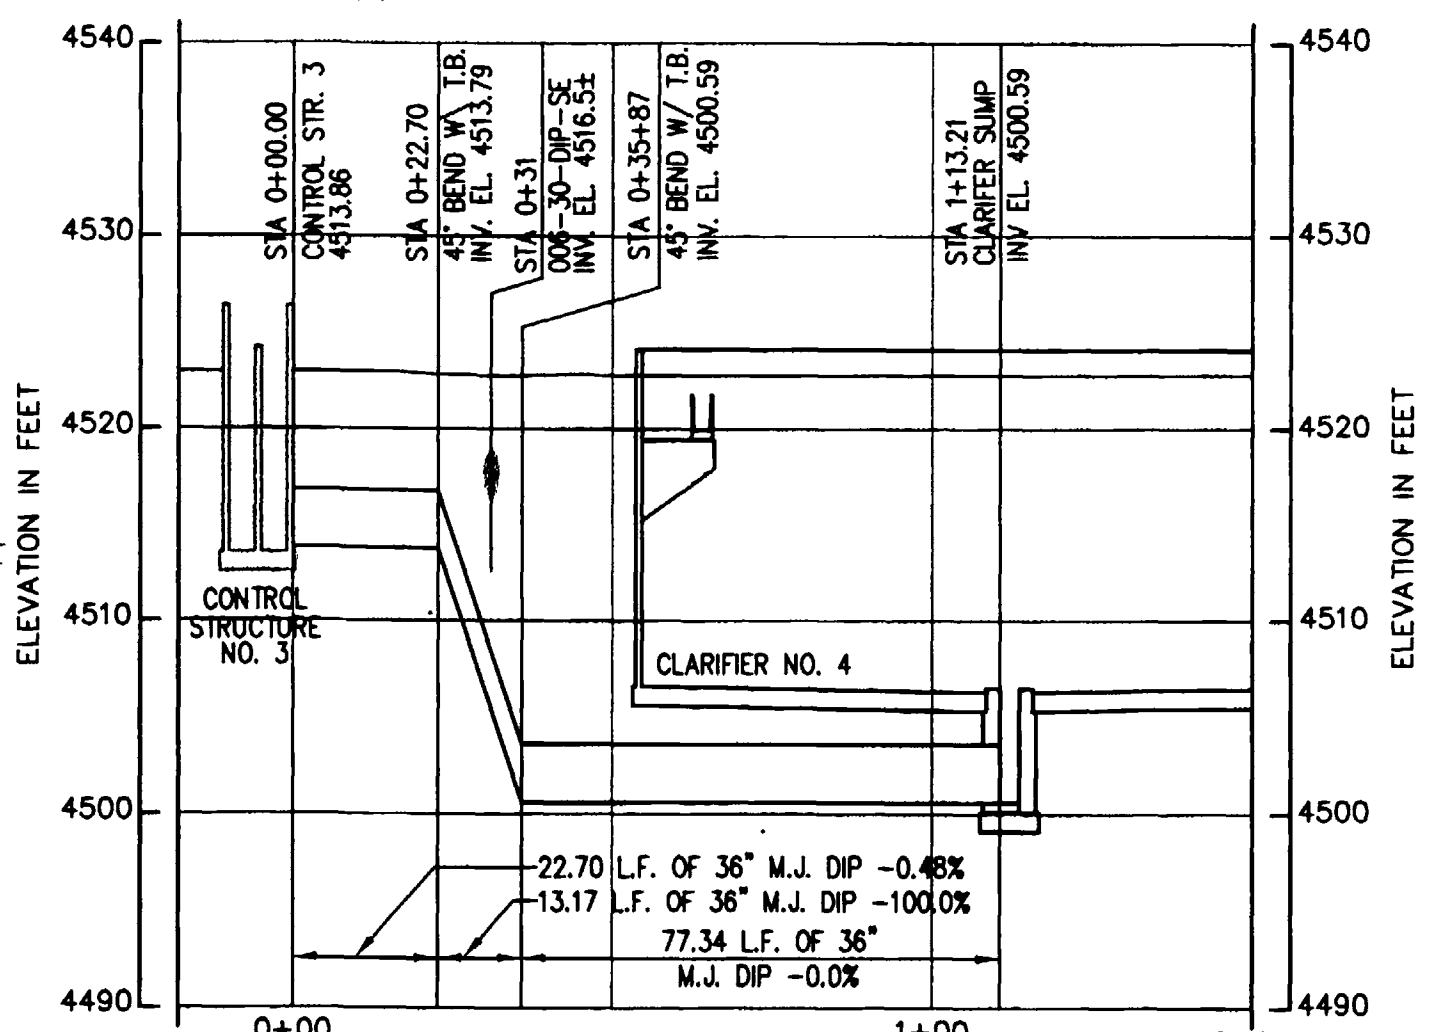 4540
4530
4520
4510
4500
4490
ELEVATION IN FEET
STA 0+00.00
CONTROL STR. 3
4513.86
STA 0+22.70
45° BEND W/ T.B.
INV. EL. 4513.79
STA 0+31
006-30-DIP-SE
INV. EL 4516.5±
STA 0+35+87
45° BEND W/ T.B.
INV. EL. 4500.59
STA 1+13.21
CLARIFER SUMP
INV EL. 4500.59
4540
4530
4520
4510
4500
4490
ELEVATION IN FEET
CONTROL
STRUCTURE
NO. 3
CLARIFIER NO. 4
22.70 L.F. OF 36" M.J. DIP -0.48%
13.17 L.F. OF 36" M.J. DIP -100.0%
77.34 L.F. OF 36"
M.J. DIP -0.0%
0+00
1+00